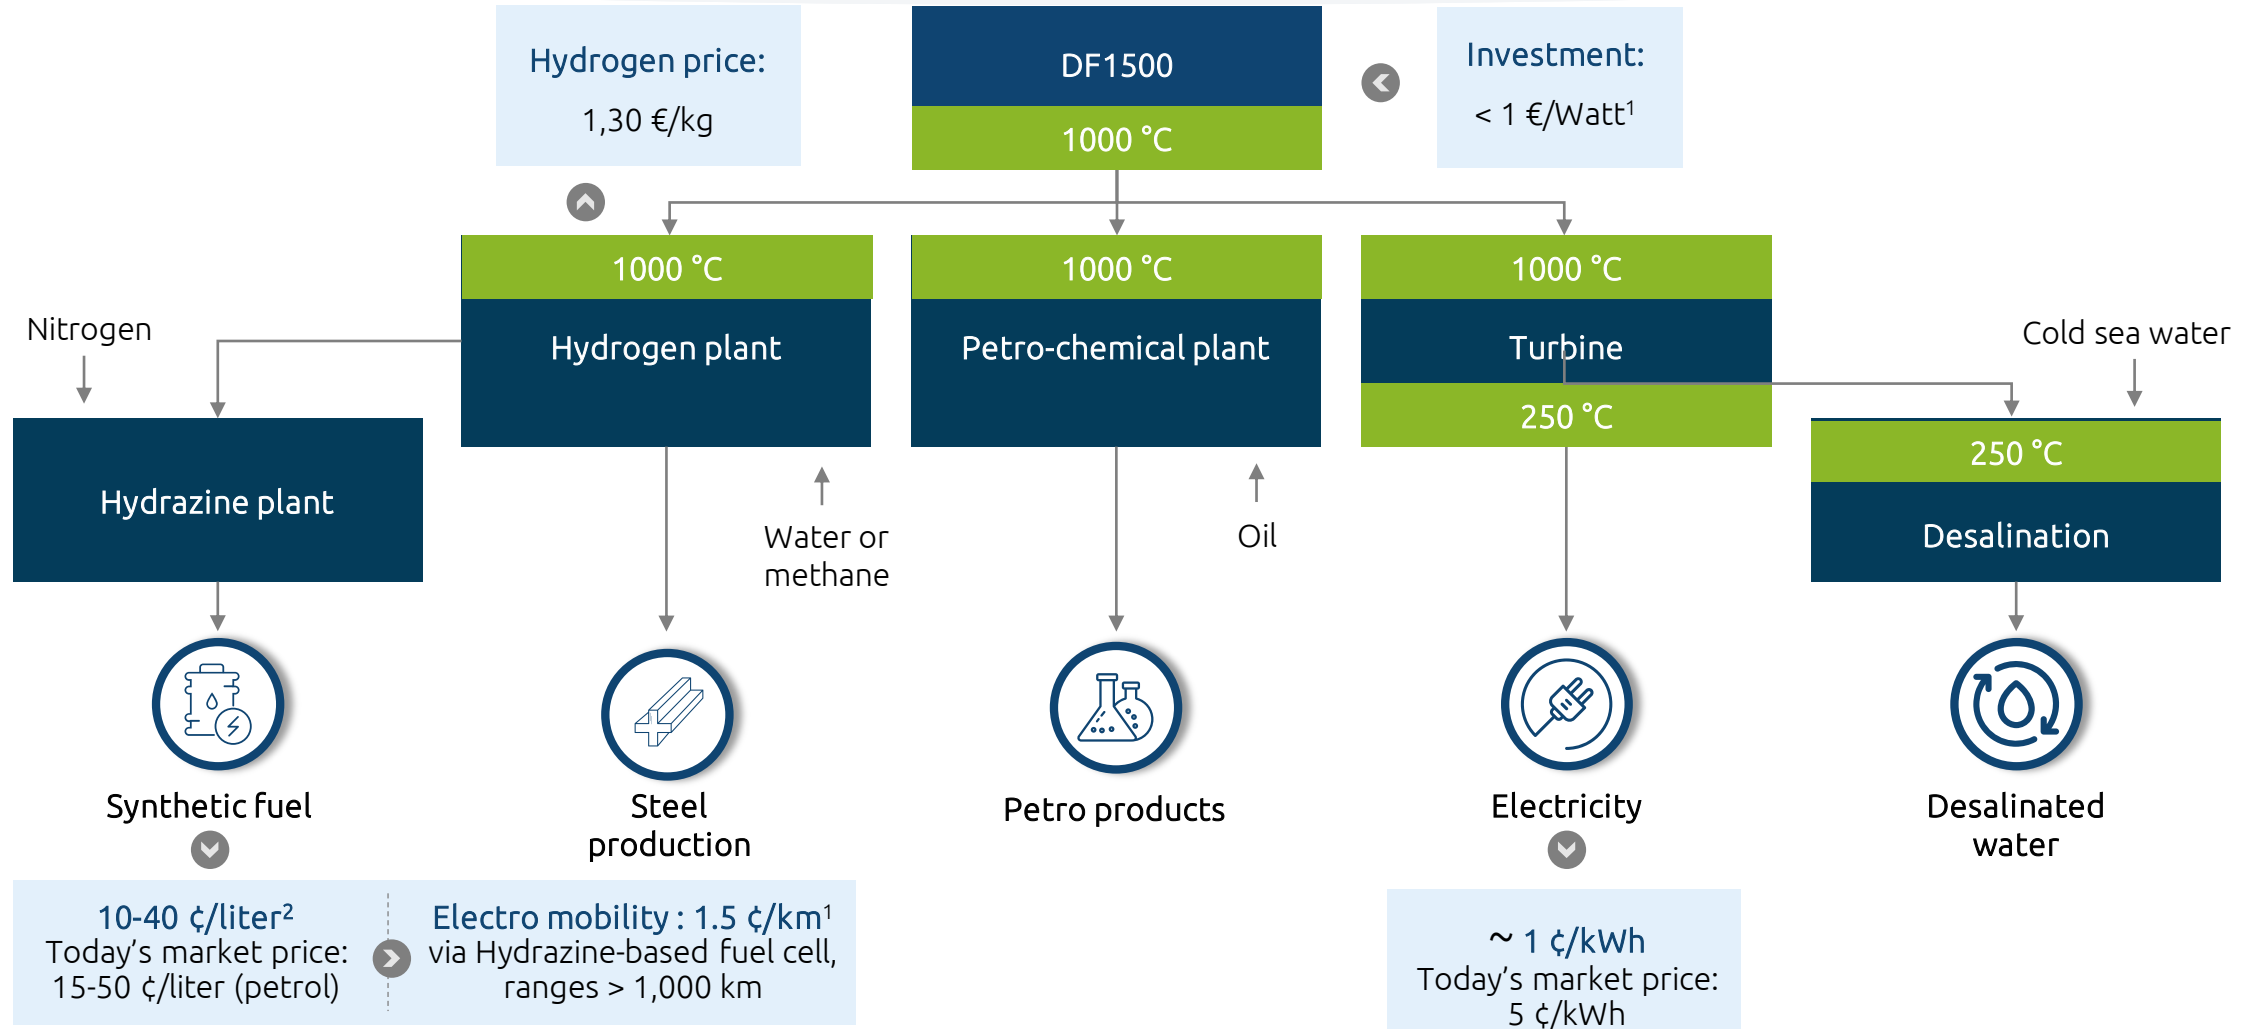 Hydrogen price:
1,30 €/kg
DF1500
1000 °C
Investment:
< 1 €/Watt¹
1000 °C
Hydrogen plant
1000 °C
Petro-chemical plant
1000 °C
Turbine
250 °C
Nitrogen
Cold sea water
Hydrazine plant
250 °C
Desalination
Water or
methane
Oil
Synthetic fuel
Steel
production
Petro products
Electricity
Desalinated
water
10-40 ¢/liter²
Today's market price:
15-50 ¢/liter (petrol)
Electro mobility : 1.5 ¢/km¹
via Hydrazine-based fuel cell,
ranges > 1,000 km
~ 1 ¢/kWh
Today's market price:
5 ¢/kWh